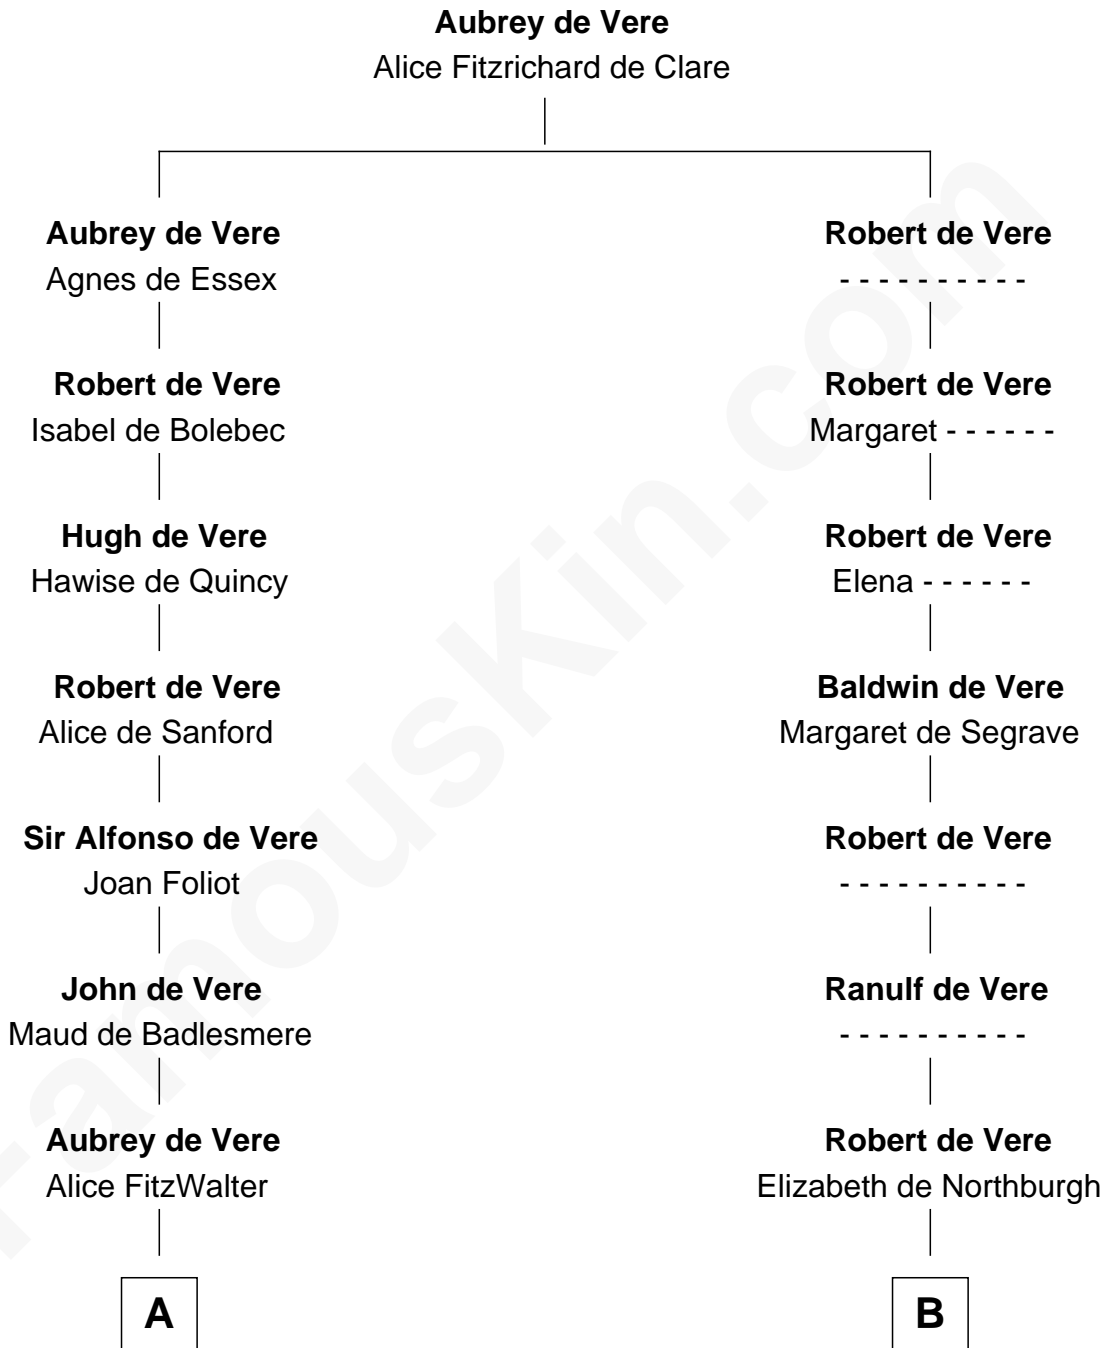 Aubrey de Vere
Alice Fitzrichard de Clare
Aubrey de Vere
Agnes de Essex
Robert de Vere
- - - - - - - - - -
Robert de Vere
Isabel de Bolebec
Robert de Vere
Margaret - - - - - -
Hugh de Vere
Hawise de Quincy
Robert de Vere
Elena - - - - - -
Robert de Vere
Alice de Sanford
Baldwin de Vere
Margaret de Segrave
Sir Alfonso de Vere
Joan Foliot
Robert de Vere
- - - - - - - - - -
John de Vere
Maud de Badlesmere
Ranulf de Vere
- - - - - - - - - -
Aubrey de Vere
Alice FitzWalter
Robert de Vere
Elizabeth de Northburgh
A
B
FamousKin.com